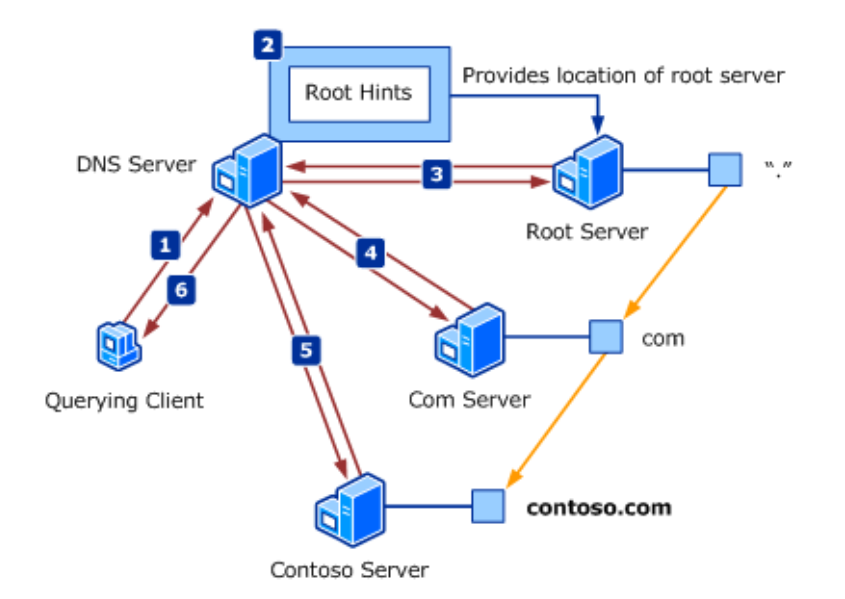 2
Root Hints
Provides location of root server
DNS Server
3
"."
Root Server
1
4
6
com
5
Querying Client
Com Server
contoso.com
Contoso Server